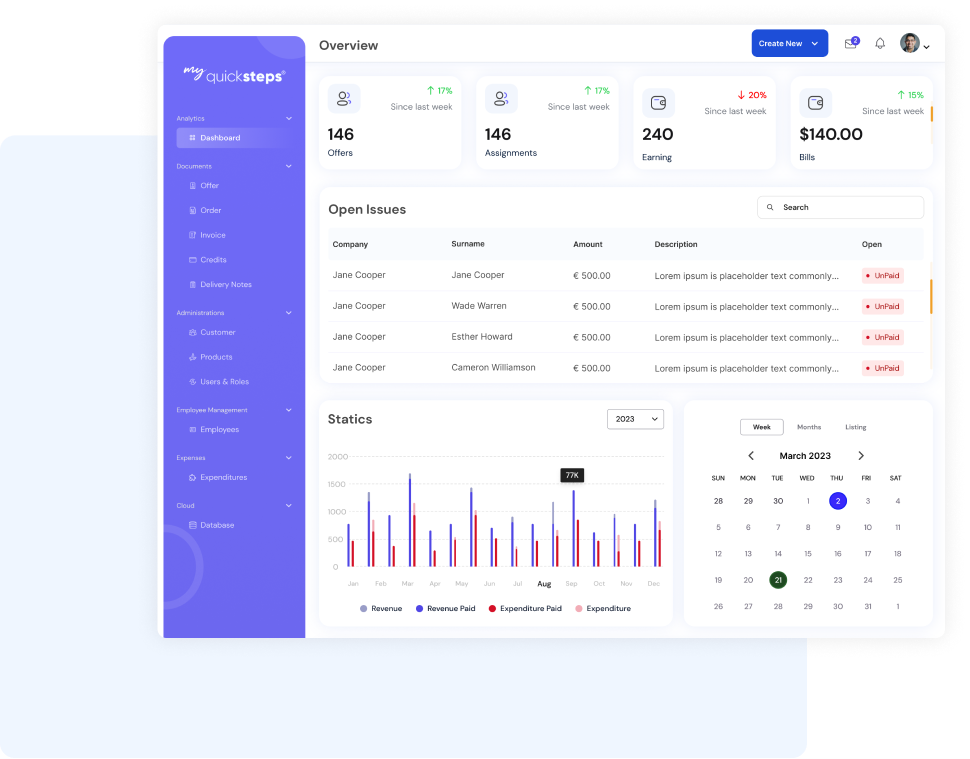 my quicksteps®
Analytics
Dashboard
Documents
Offer
Order
Invoice
Credits
Delivery Notes
Administrations
Customer
Products
Users & Roles
Employee Management
Employees
Expenses
Expenditures
Cloud
Database
Overview
Create New
2
17%
Since last week
146
Offers
17%
Since last week
146
Assignments
20%
Since last week
240
Earning
15%
Since last week
$140.00
Bills
Open Issues
Search
Company Surname Amount Description Open
Jane Cooper Jane Cooper € 500.00 Lorem ipsum is placeholder text commonly... UnPaid
Jane Cooper Wade Warren € 500.00 Lorem ipsum is placeholder text commonly... UnPaid
Jane Cooper Esther Howard € 500.00 Lorem ipsum is placeholder text commonly... UnPaid
Jane Cooper Cameron Williamson € 500.00 Lorem ipsum is placeholder text commonly... UnPaid
Statics
2023
2000
1500
1000
500
0
77K
Jan Feb Mar Apr May Jun Jul Aug Sep Oct Nov Dec
Revenue Revenue Paid Expenditure Paid Expenditure
Week Months Listing
March 2023
SUN MON TUE WED THU FRI SAT
28 29 30 1 2 3 4
5 6 7 8 9 10 11
12 13 14 15 16 17 18
19 20 21 22 23 24 25
26 27 28 29 30 31 1